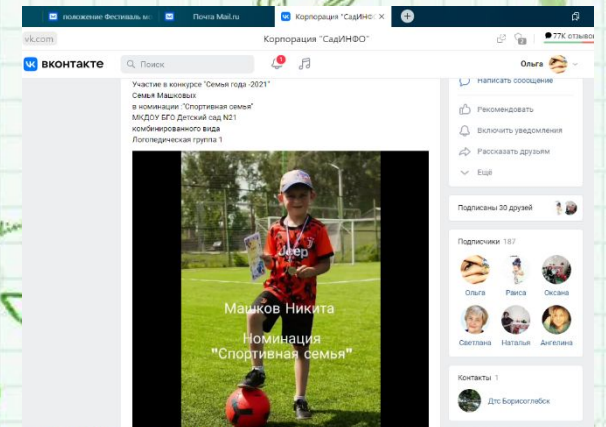 положение Фестиваль мо
Почта Mail.ru
Корпорация "СадИНФО"
vk.com
Корпорация "СадИНФО"
77К отзыво
вконтакте
Поиск
Ольга
Участие в конкурсе "Семья года -2021"
Семья Машковых
в номинации :"Спортивная семья"
МКДОУ БГО Детский сад N21
комбинированного вида
Логопедическая группа 1
Jeep
Машков Никита
Номинация
"Спортивная семья"
Написать сообщение
Рекомендовать
Включить уведомления
Рассказать друзьям
Ещё
Подписаны 30 друзей
Подписчики 187
Ольга Раиса Оксана
Светлана Наталья Ангелина
Контакты 1
Дтс Борисоглебск